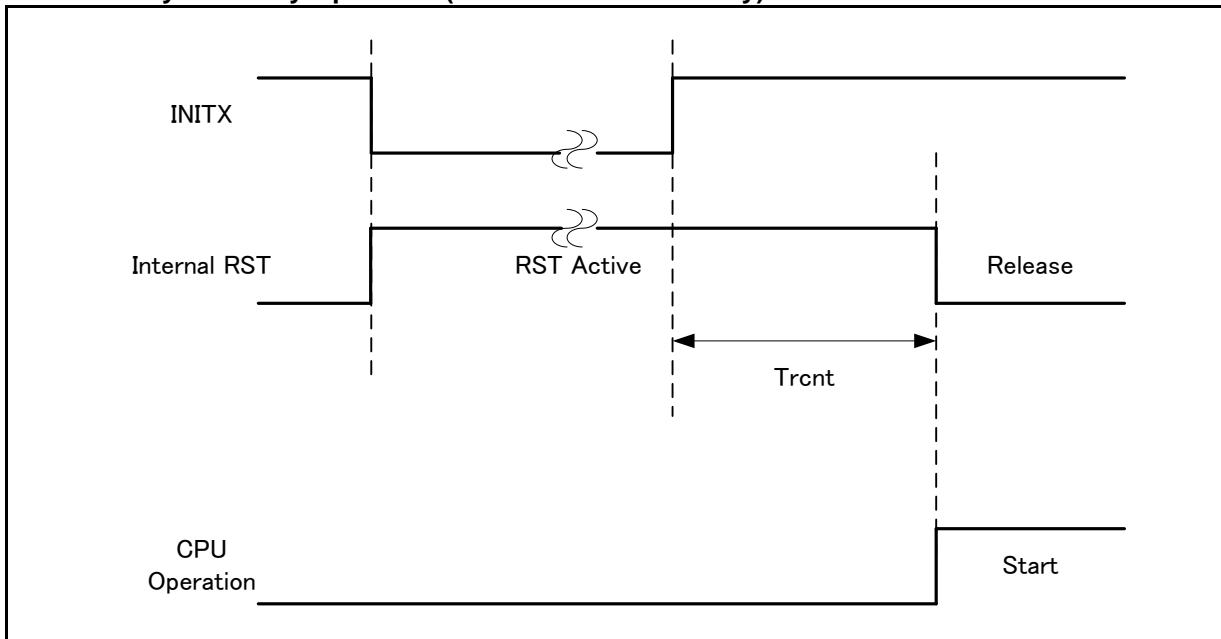 INITX
Internal RST
RST Active
Release
Trcnt
CPU
Operation
Start